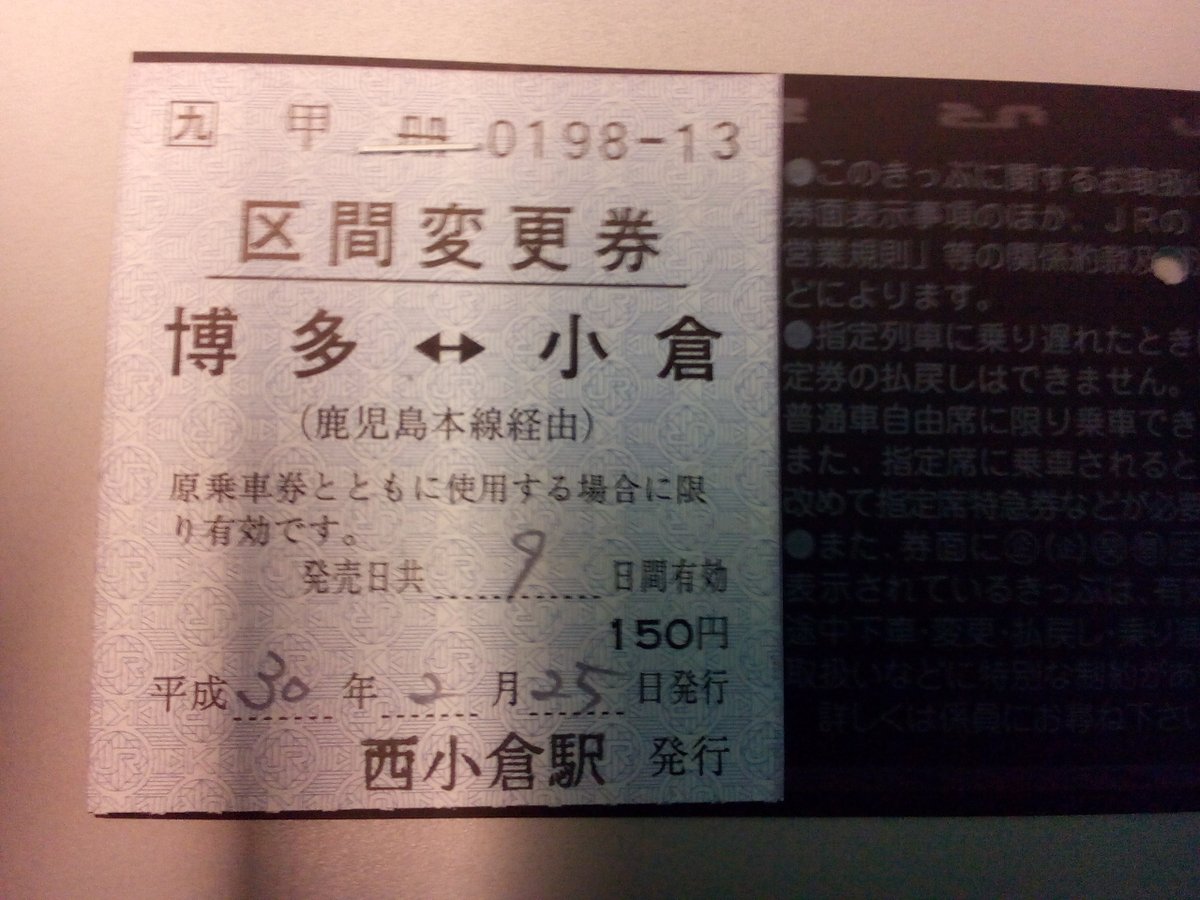 九 甲 冊 0198-13
区間変更券
博多↔小倉
(鹿児島本線経由)
原乗車券とともに使用する場合に限
り有効です。
発売日共 9 日間有効
150円
平成 30 年 2 月 25 日発行
西小倉駅 発行
●このきっぷに関するお取扱
券面表示事項のほか、JRの
営業規則」等の関係約款及
どによります。
●指定列車に乗り遅れたとき
定券の払戻しはできません。
普通車自由席に限り乗車でき
また、指定席に乗車されると
改めて指定席特急券などが必要
●また、券面に
表示されているきっぷは、有
途中下車・変更・払戻し・乗り
取扱いなどに特別な制約があ
詳しくは係員にお尋ね下さい